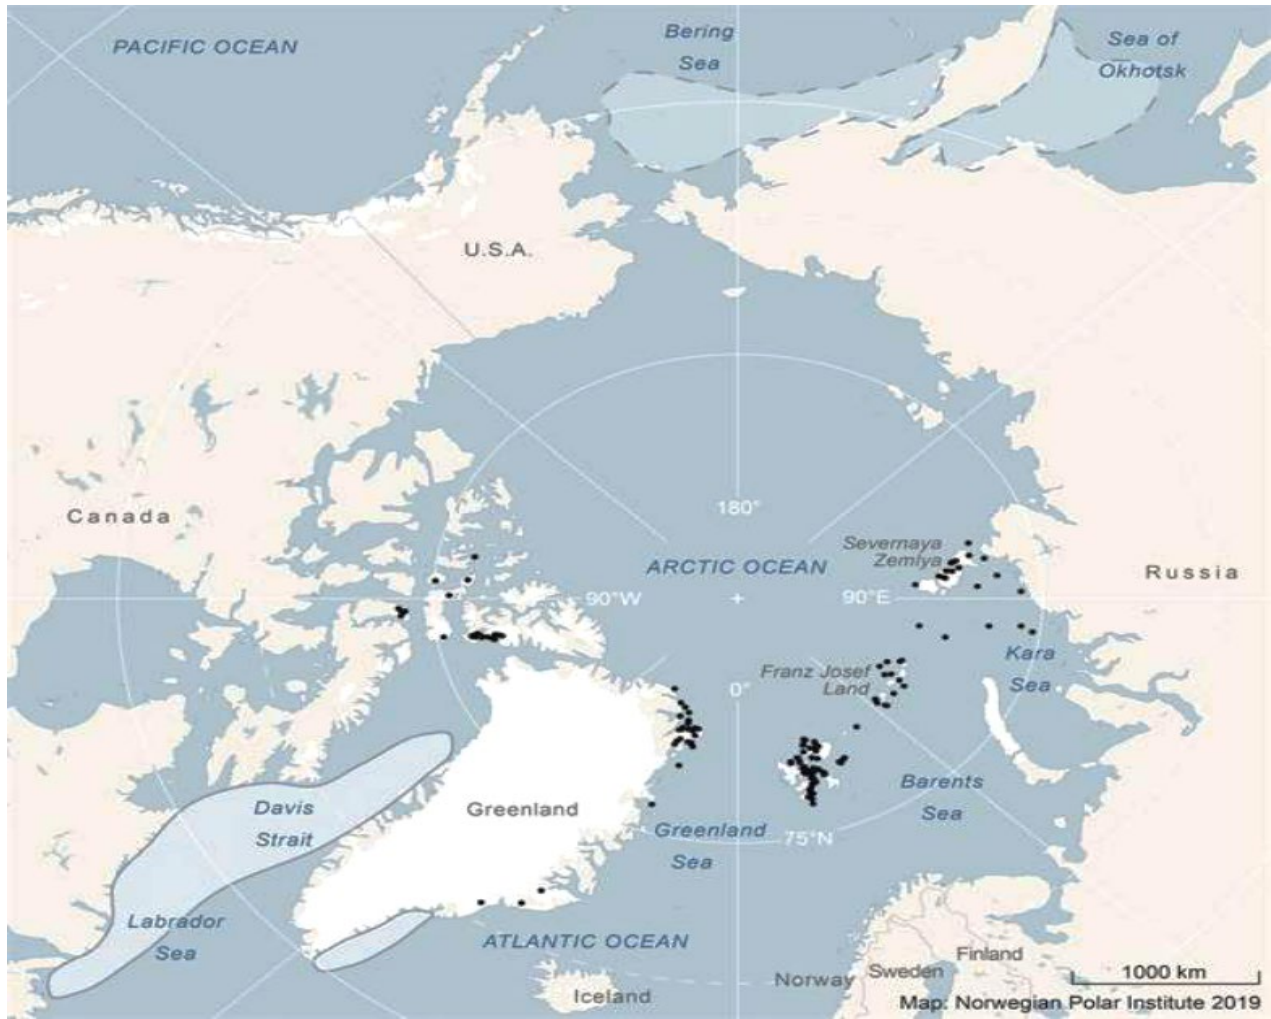 PACIFIC OCEAN
Bering
Sea
Sea of
Okhotsk
U.S.A.
Canada
180°
Severnaya
Zemlya
ARCTIC OCEAN
Russia
90°W
90°E
Kara
Sea
Franz Josef
Land
0°
Davis
Strait
Greenland
Barents
Sea
Greenland
Sea
75°N
Labrador
Sea
ATLANTIC OCEAN
Iceland
Norway
Sweden
Finland
1000 km
Map: Norwegian Polar Institute 2019